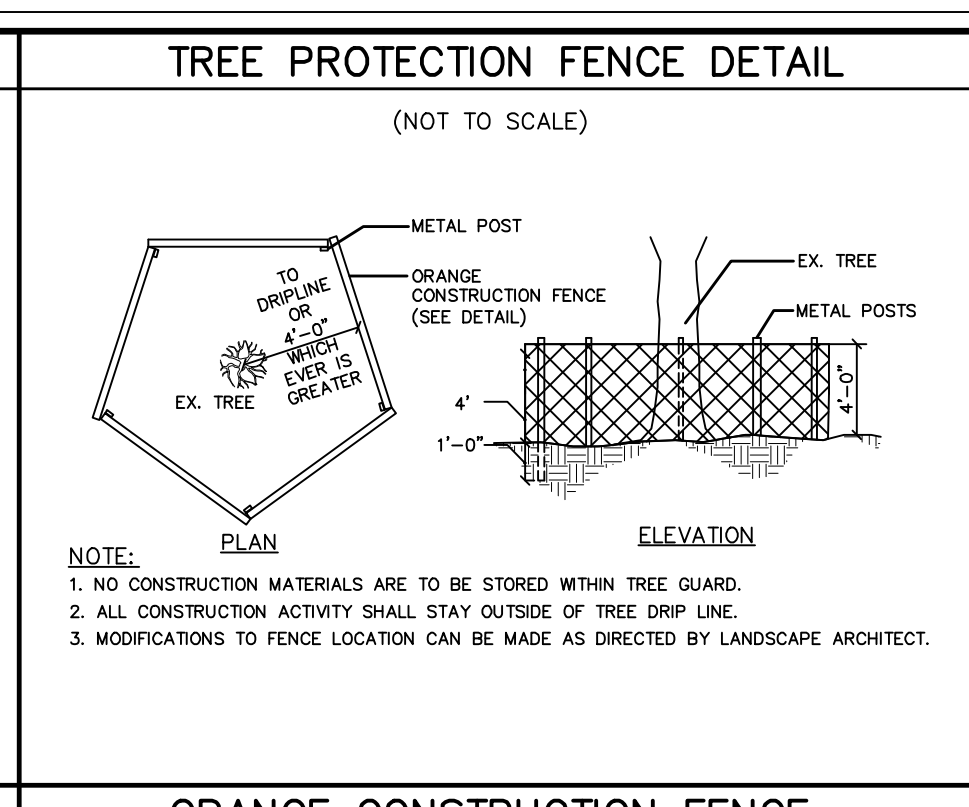 TREE PROTECTION FENCE DETAIL
(NOT TO SCALE)
METAL POST
ORANGE
CONSTRUCTION FENCE
(SEE DETAIL)
TO
DRIPLINE
OR
4'-0"
WHICH
EVER IS
GREATER
EX. TREE
PLAN
EX. TREE
METAL POSTS
4'
1'-0"
4'-0"
ELEVATION
NOTE:
1. NO CONSTRUCTION MATERIALS ARE TO BE STORED WITHIN TREE GUARD.
2. ALL CONSTRUCTION ACTIVITY SHALL STAY OUTSIDE OF TREE DRIP LINE.
3. MODIFICATIONS TO FENCE LOCATION CAN BE MADE AS DIRECTED BY LANDSCAPE ARCHITECT.
ORANGE CONSTRUCTION FENCE